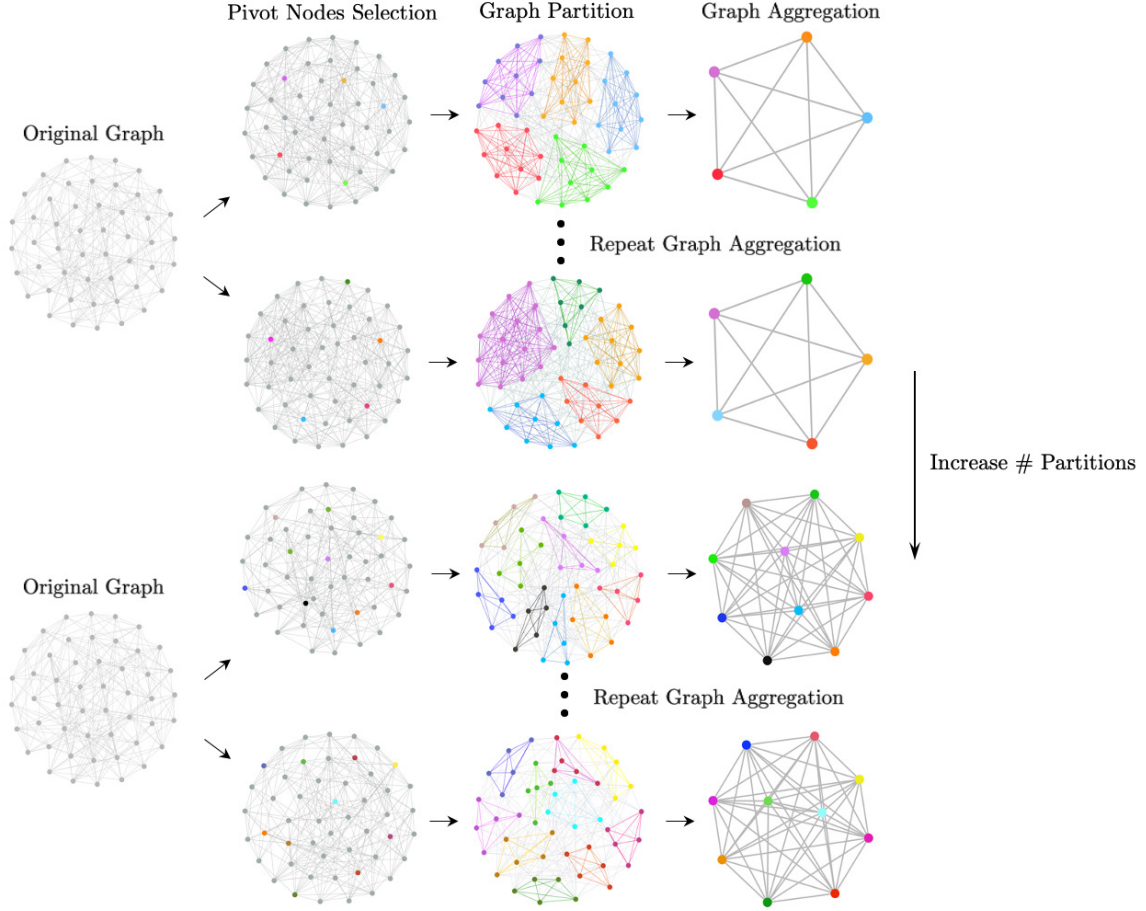 Pivot Nodes Selection
Graph Partition
Graph Aggregation
Original Graph
Repeat Graph Aggregation
Increase # Partitions
Original Graph
Repeat Graph Aggregation